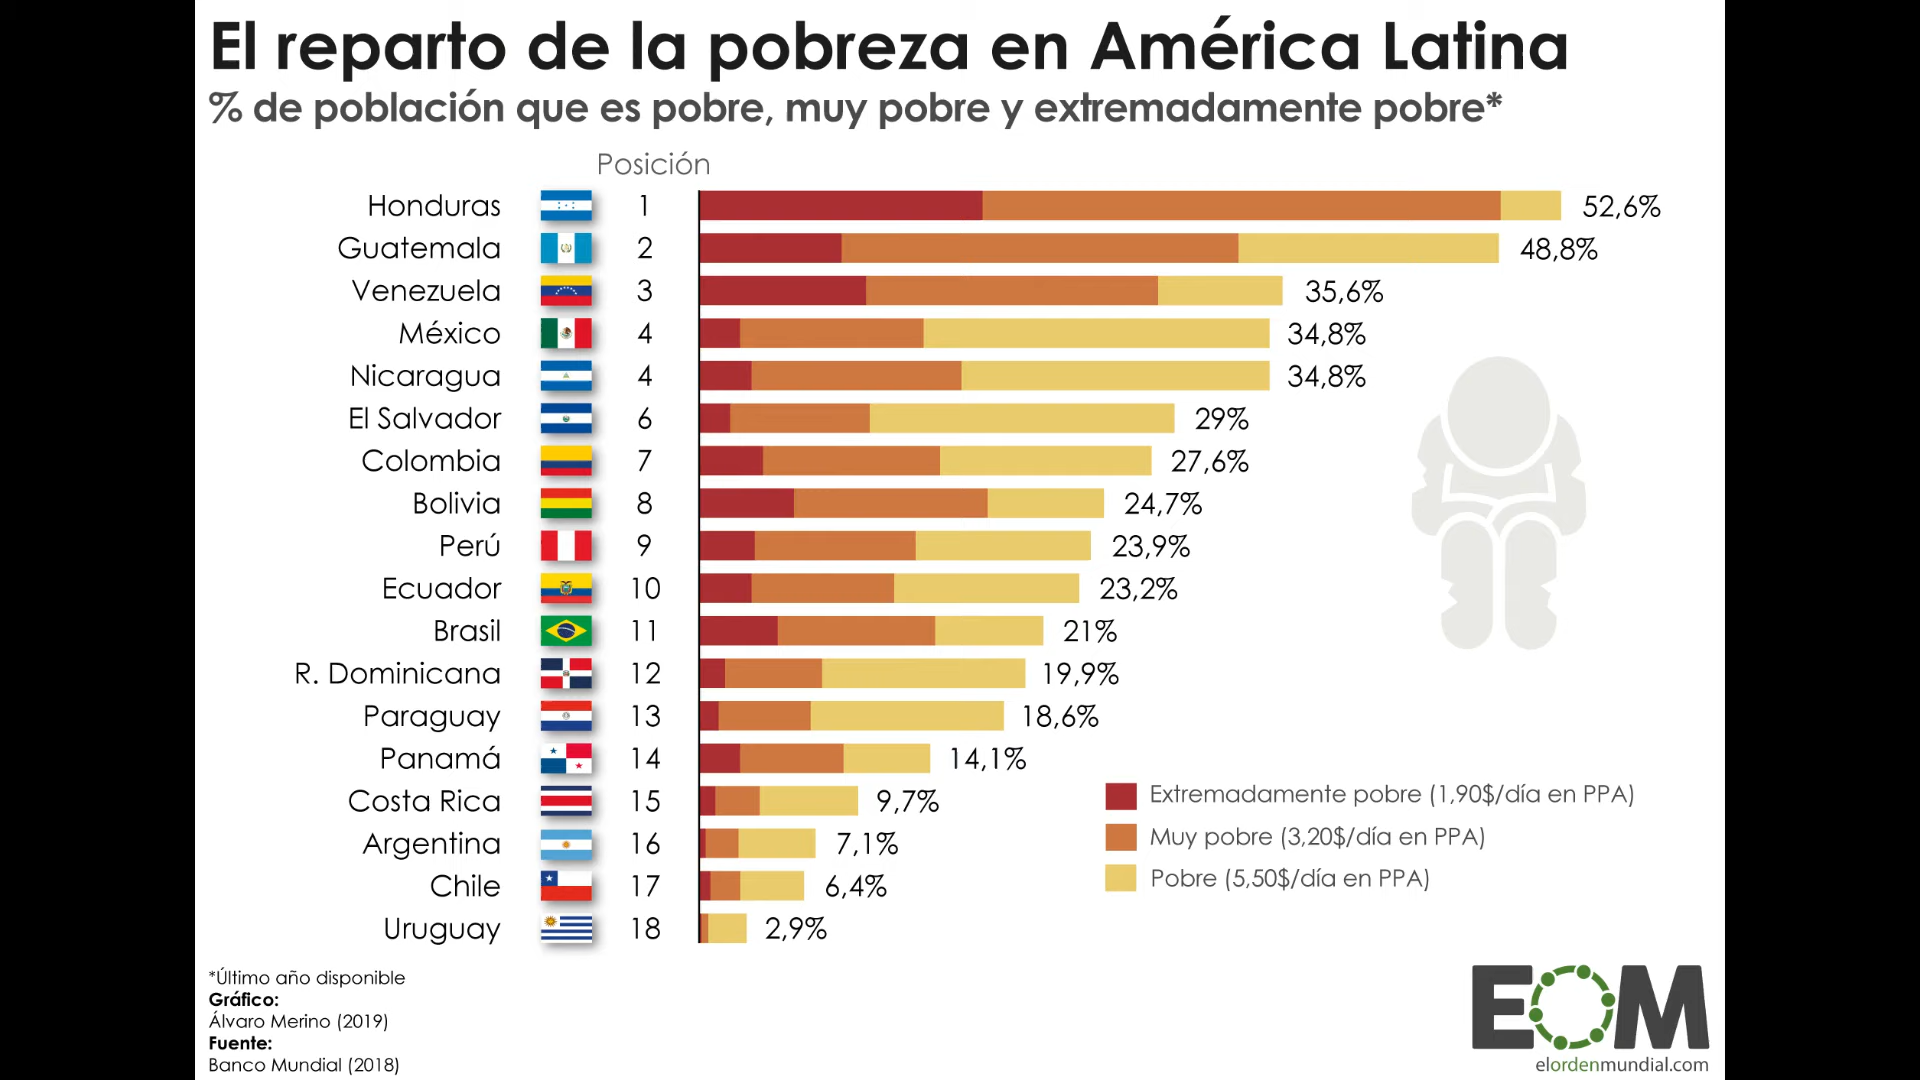 El reparto de la pobreza en América Latina
% de población que es pobre, muy pobre y extremadamente pobre*
Posición
Honduras 1 52,6%
Guatemala 2 48,8%
Venezuela 3 35,6%
México 4 34,8%
Nicaragua 4 34,8%
El Salvador 6 29%
Colombia 7 27,6%
Bolivia 8 24,7%
Perú 9 23,9%
Ecuador 10 23,2%
Brasil 11 21%
R. Dominicana 12 19,9%
Paraguay 13 18,6%
Panamá 14 14,1%
Costa Rica 15 9,7%
Argentina 16 7,1%
Chile 17 6,4%
Uruguay 18 2,9%
Extremadamente pobre (1,90$/día en PPA)
Muy pobre (3,20$/día en PPA)
Pobre (5,50$/día en PPA)
*Último año disponible
Gráfico:
Álvaro Merino (2019)
Fuente:
Banco Mundial (2018)
EOM
elordenmundial.com